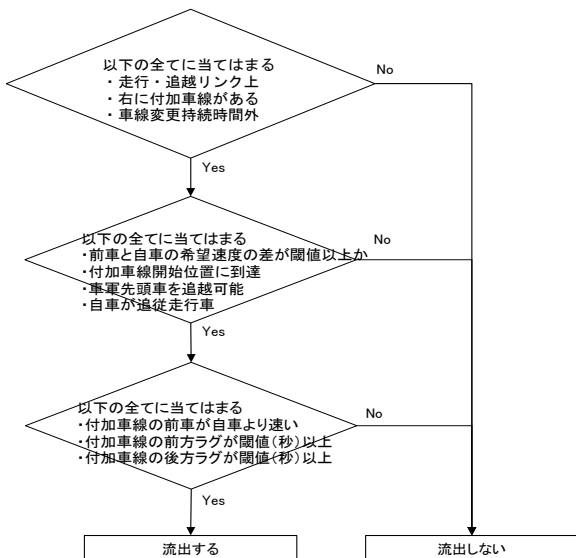 以下の全てに当てはまる
・走行・追越リンク上
・右に付加車線がある
・車線変更持続時間外
No
Yes
以下の全てに当てはまる
・前車と自車の希望速度の差が閾値以上か
・付加車線開始位置に到達
・車軍先頭車を追越可能
・自車が追従走行車
No
Yes
以下の全てに当てはまる
・付加車線の前車が自車より速い
・付加車線の前方ラグが閾値(秒)以上
・付加車線の後方ラグが閾値(秒)以上
No
Yes
流出する
流出しない